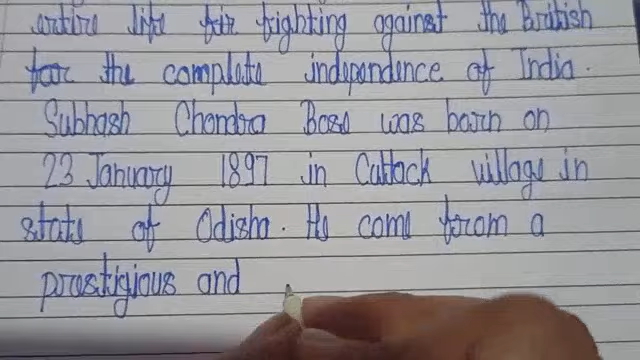 entire life for fighting against the British
for the complete independence of India.
Subhash Chandra Bose was born on
23 January 1897 in Cuttack village in
state of Odisha. He come from a
prestigious and